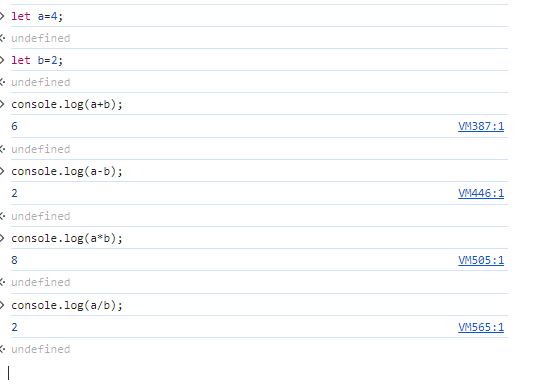 let a=4;
undefined
let b=2;
undefined
console.log(a+b);
6 VM387:1
undefined
console.log(a-b);
2 VM446:1
undefined
console.log(a*b);
8 VM505:1
undefined
console.log(a/b);
2 VM565:1
undefined